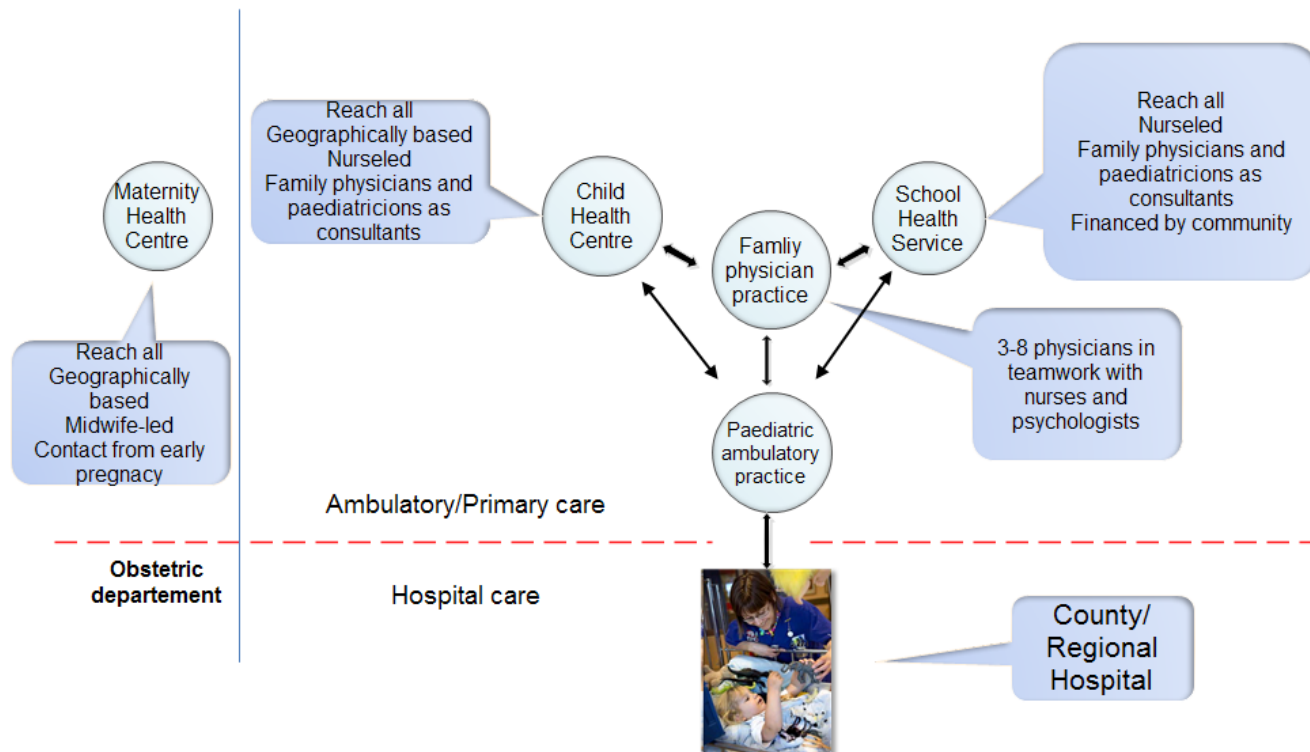 Maternity
Health
Centre
Reach all
Geographically
based
Midwife-led
Contact from early
pregnacy
Reach all
Geographically based
Nurseled
Family physicians and
paediatricions as
consultants
Child
Health
Centre
Famliy
physician
practice
School
Health
Service
Reach all
Nurseled
Family physicians and
paediatricions as
consultants
Financed by community
3-8 physicians in
teamwork with
nurses and
psychologists
Paediatric
ambulatory
practice
Ambulatory/Primary care
Obstetric
departement
Hospital care
County/
Regional
Hospital